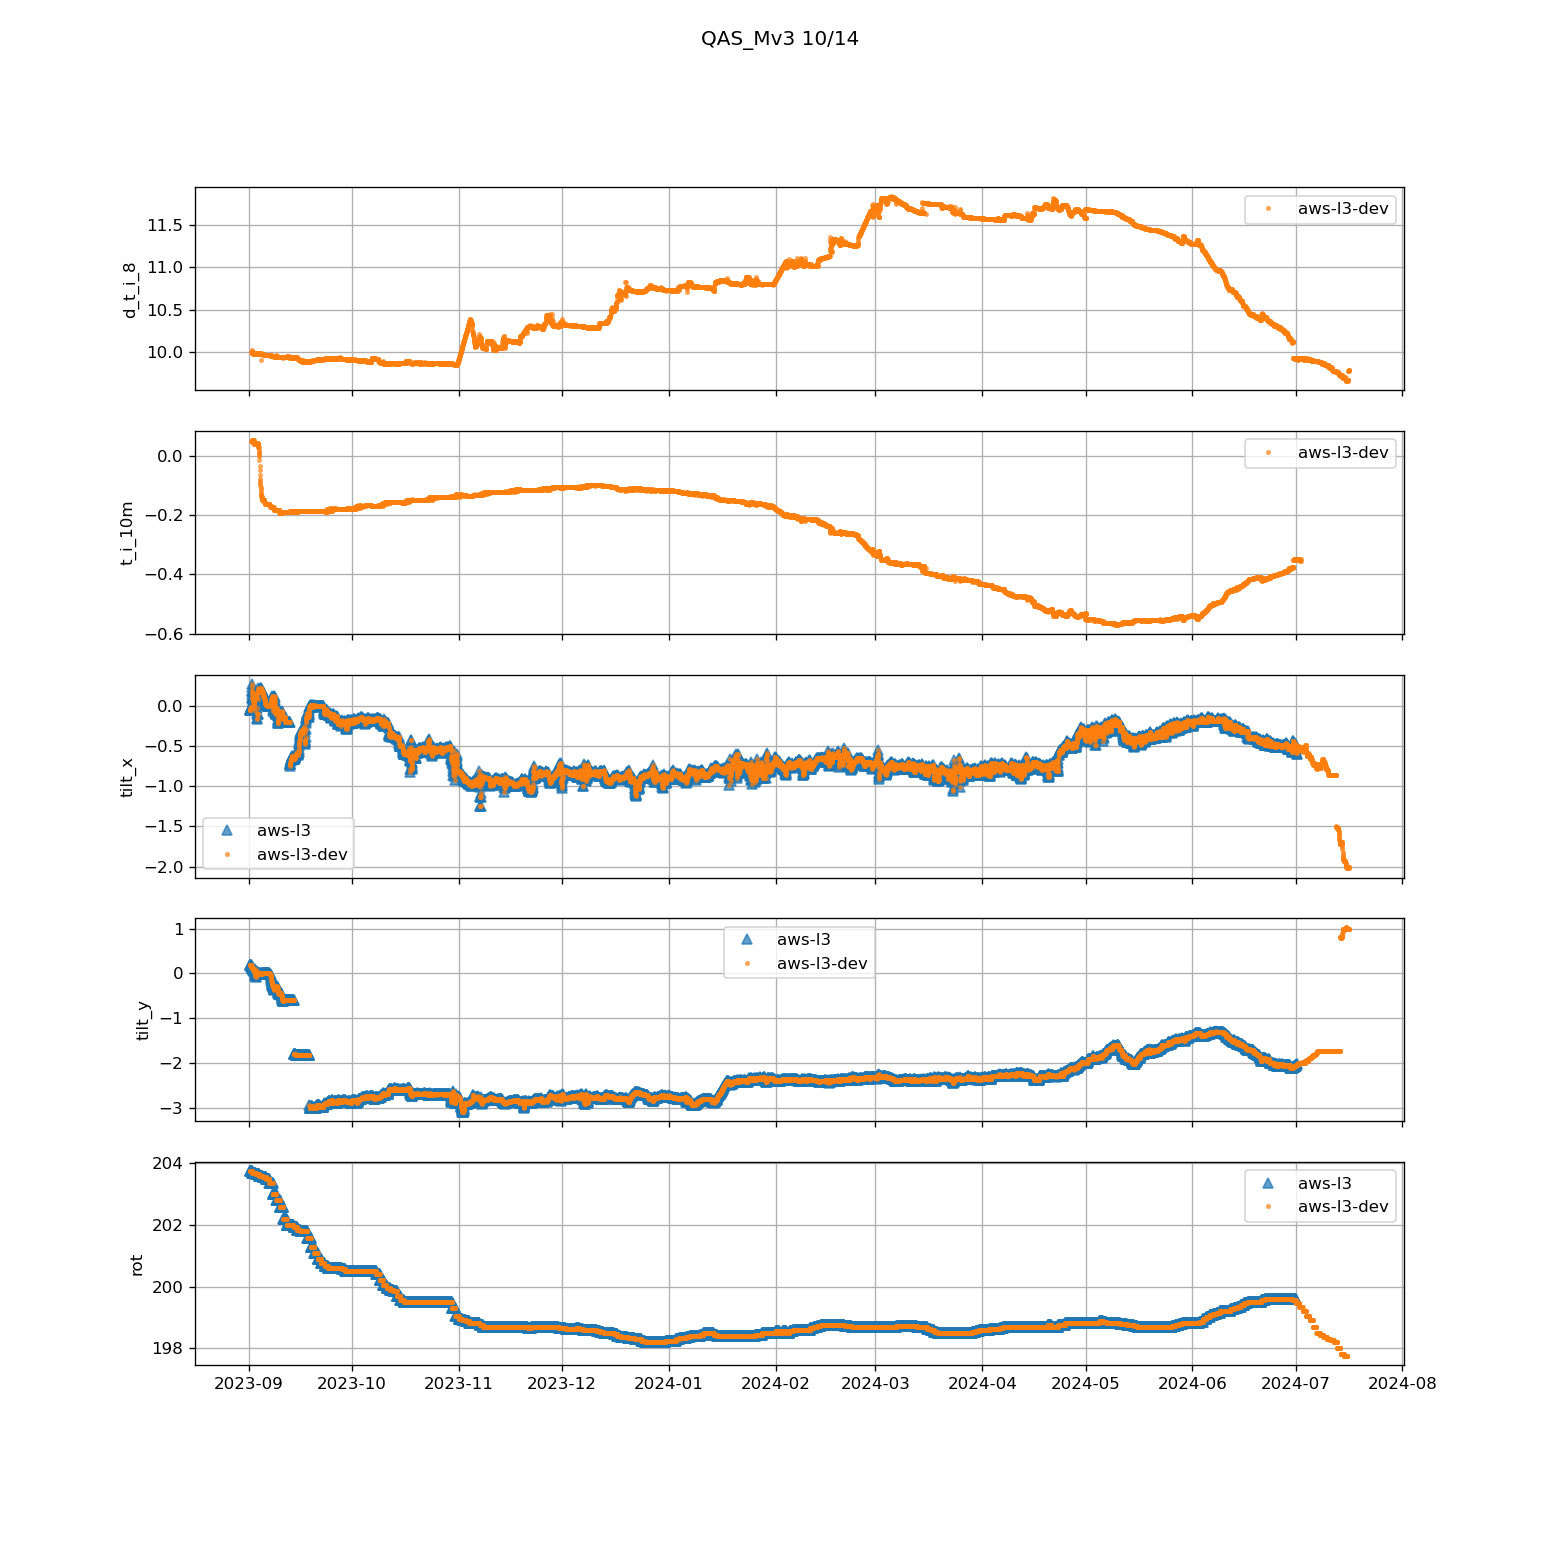 QAS_Mv3 10/14
11.5
11.0
10.5
10.0
d_t_i_8
aws-l3-dev
0.0
−0.2
−0.4
−0.6
t_i_10m
aws-l3-dev
0.0
−0.5
−1.0
−1.5
−2.0
tilt_x
aws-l3
aws-l3-dev
1
0
−1
−2
−3
tilt_y
aws-l3
aws-l3-dev
204
202
200
198
rot
aws-l3
aws-l3-dev
2023-09 2023-10 2023-11 2023-12 2024-01 2024-02 2024-03 2024-04 2024-05 2024-06 2024-07 2024-08